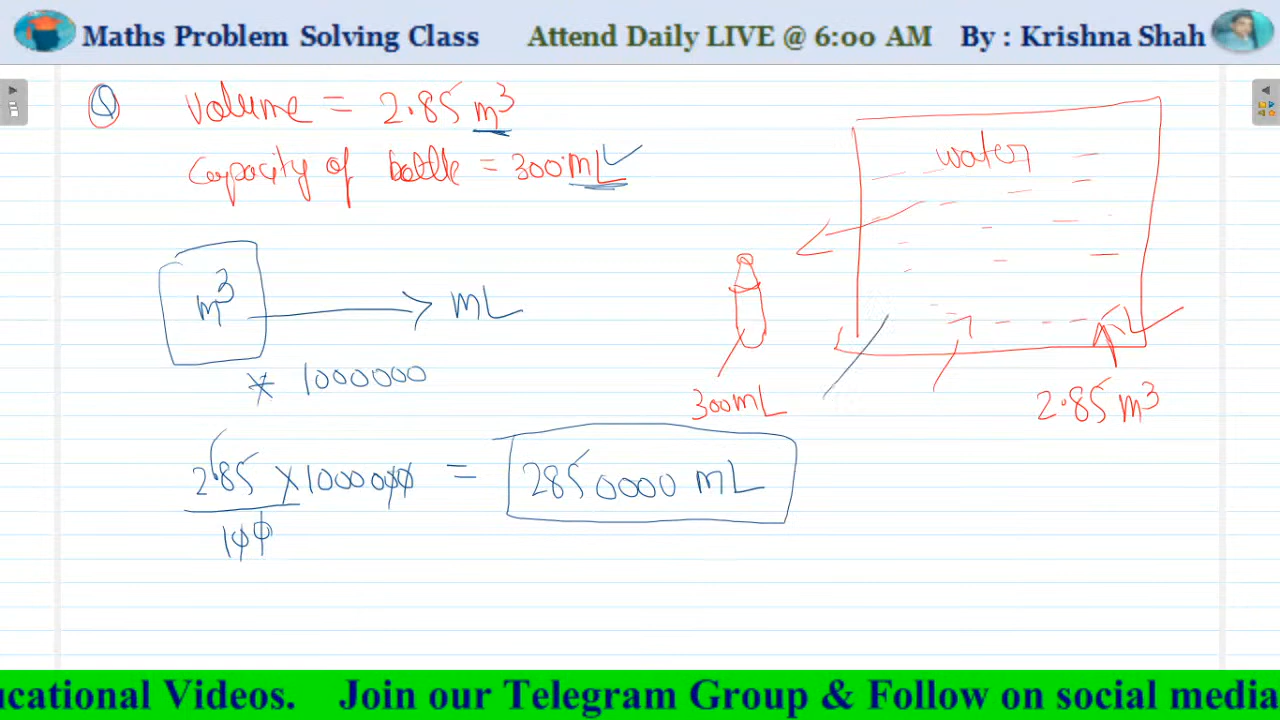 Maths Problem Solving Class Attend Daily LIVE @ 6:00 AM By : Krishna Shah
Q volume = 2.85 m³
Capacity of bottle = 300 mL
water
m³ → mL
* 1000000
300mL
2.85 m³
285 × 1000000 = 2850000 mL
100
ucational Videos. Join our Telegram Group & Follow on social media